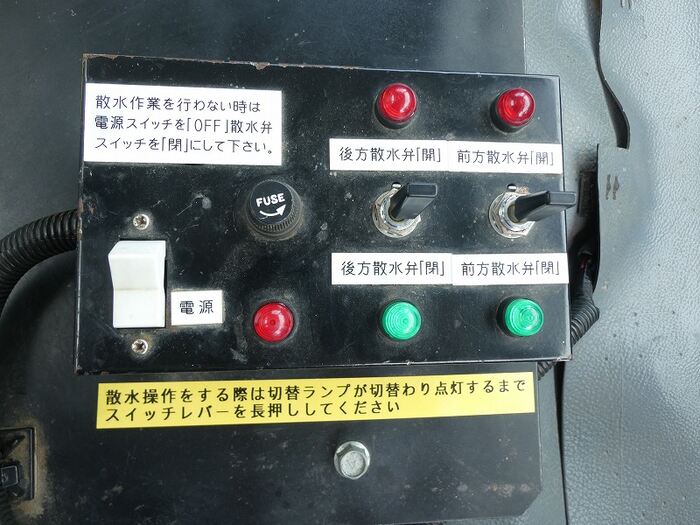 散水作業を行わない時は
電源スイッチを「OFF」散水弁
スイッチを「閉」にして下さい。
後方散水弁「開」
前方散水弁「開」
FUSE
後方散水弁「閉」
前方散水弁「閉」
電源
散水操作をする際は切替ランプが切替わり点灯するまで
スイッチレバーを長押ししてください